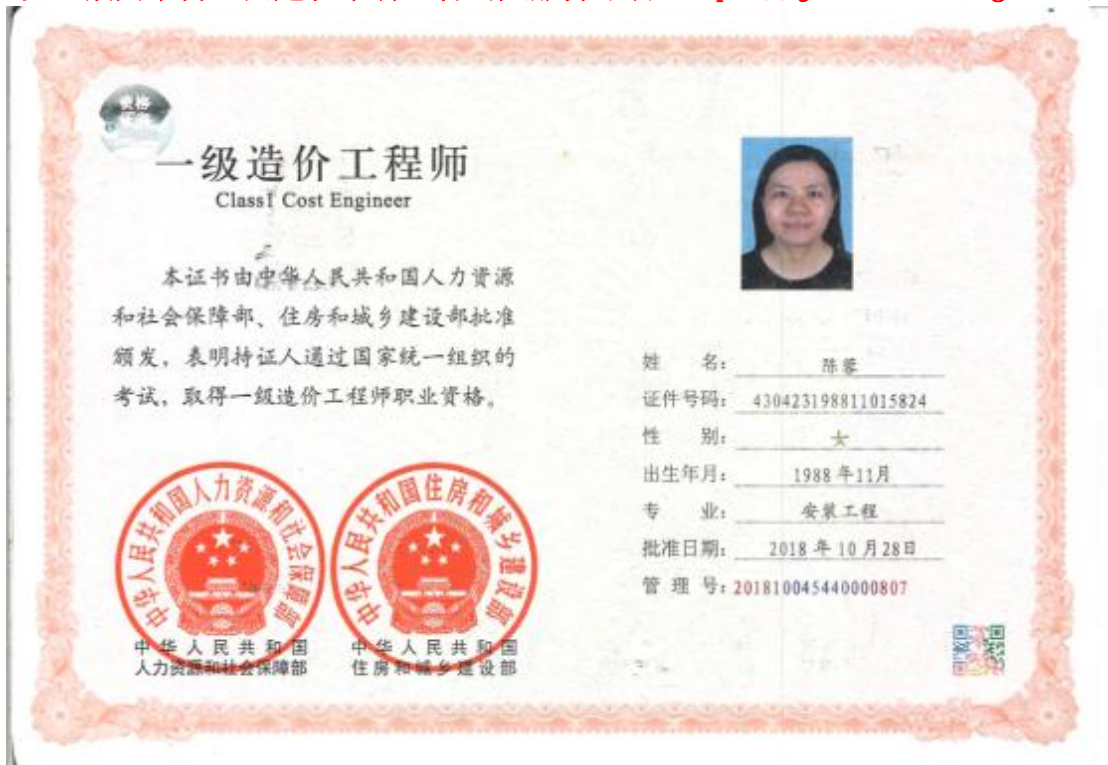 一级造价工程师
Class I Cost Engineer
本证书由中华人民共和国人力资源
和社会保障部、住房和城乡建设部批准
颁发，表明持证人通过国家统一组织的
考试，取得一级造价工程师职业资格。
中华人民共和国人力资源和社会保障部
中华人民共和国住房和城乡建设部
中华人民共和国
人力资源和社会保障部
中华人民共和国
住房和城乡建设部
姓 名： 陈蓉
证件号码： 430423198811015824
性 别： 女
出生年月： 1988年11月
专 业： 安装工程
批准日期： 2018年10月28日
管 理 号：201810045440000807